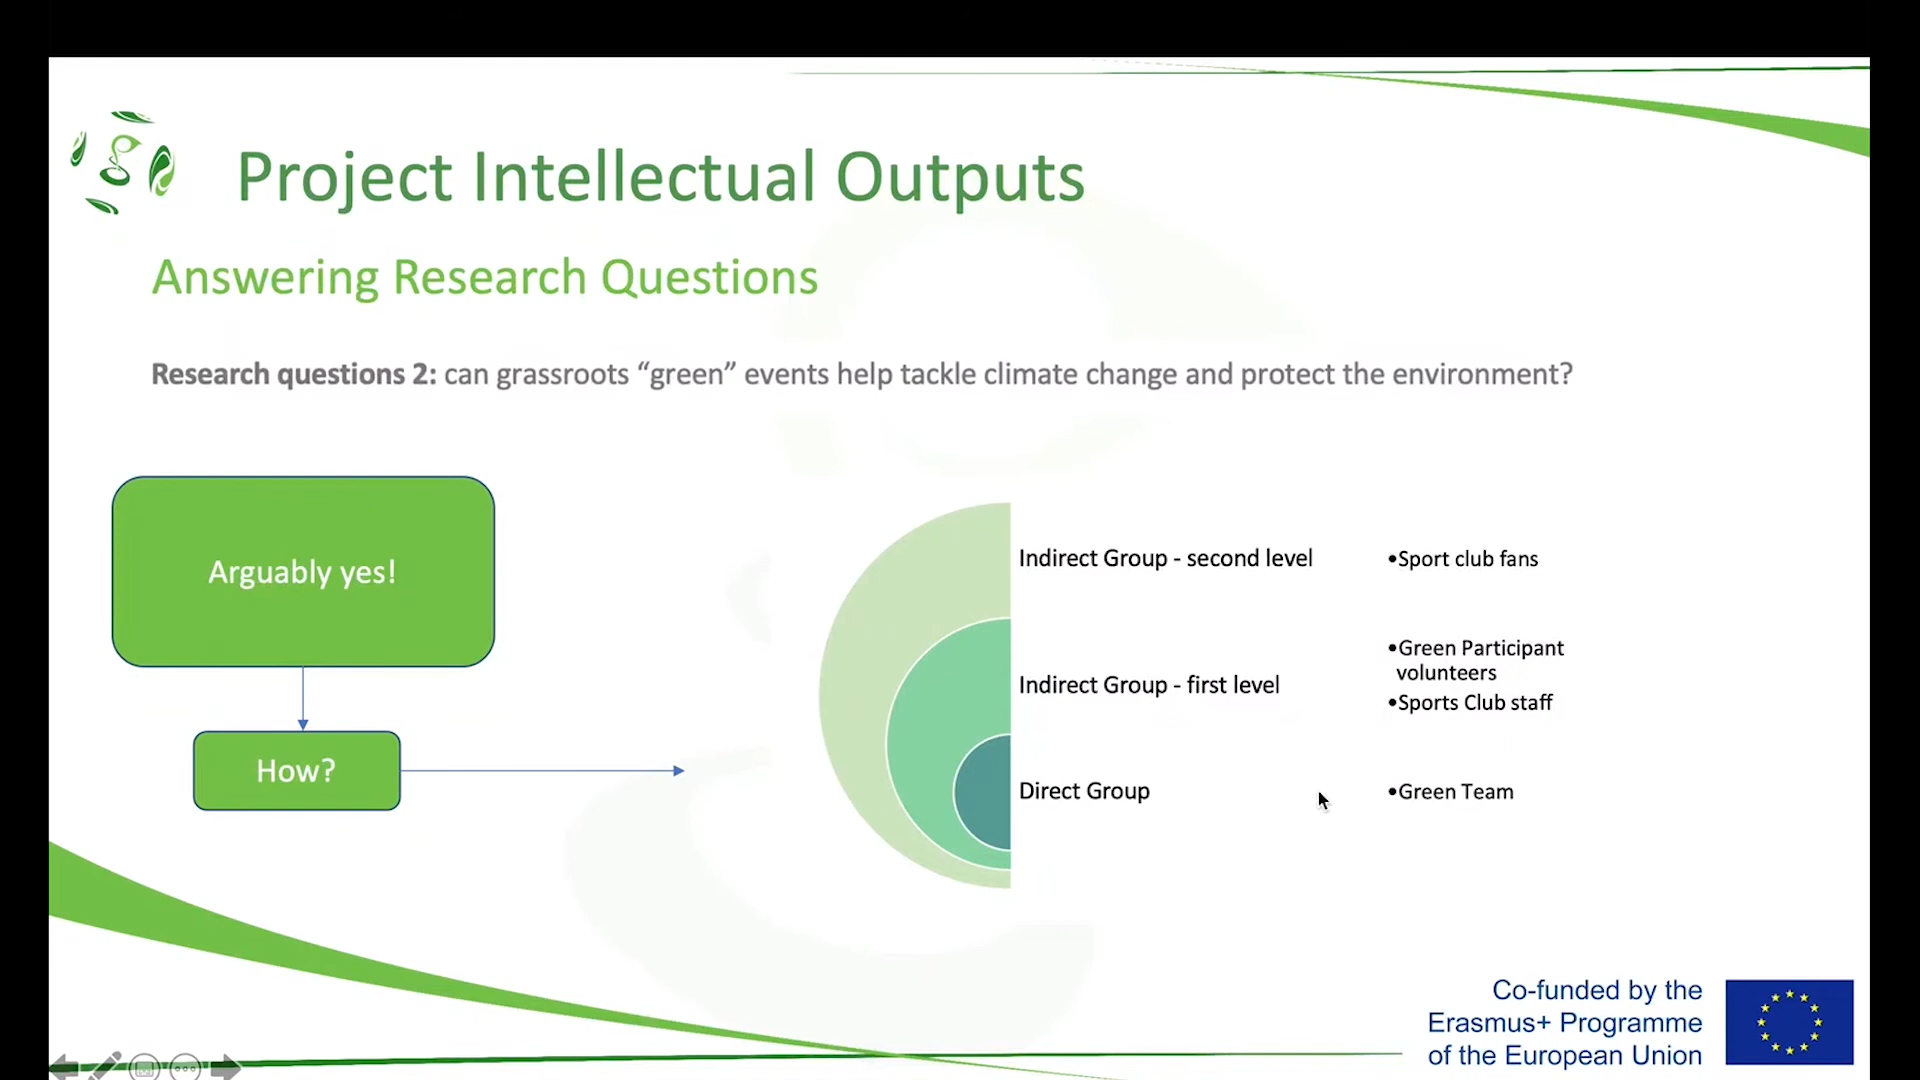 Project Intellectual Outputs
Answering Research Questions
Research questions 2: can grassroots “green” events help tackle climate change and protect the environment?
Arguably yes!
How?
Indirect Group - second level
•Sport club fans
Indirect Group - first level
•Green Participant
volunteers
•Sports Club staff
Direct Group
•Green Team
Co-funded by the
Erasmus+ Programme
of the European Union